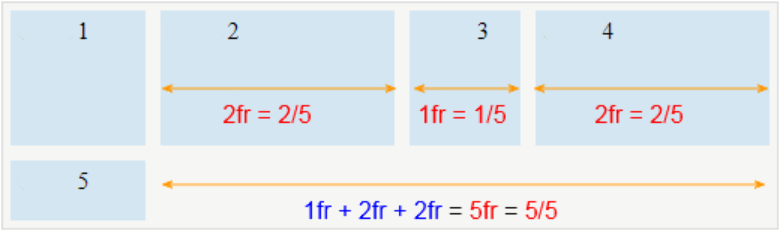 1 2 3 4
2fr = 2/5 1fr = 1/5 2fr = 2/5
5
1fr + 2fr + 2fr = 5fr = 5/5